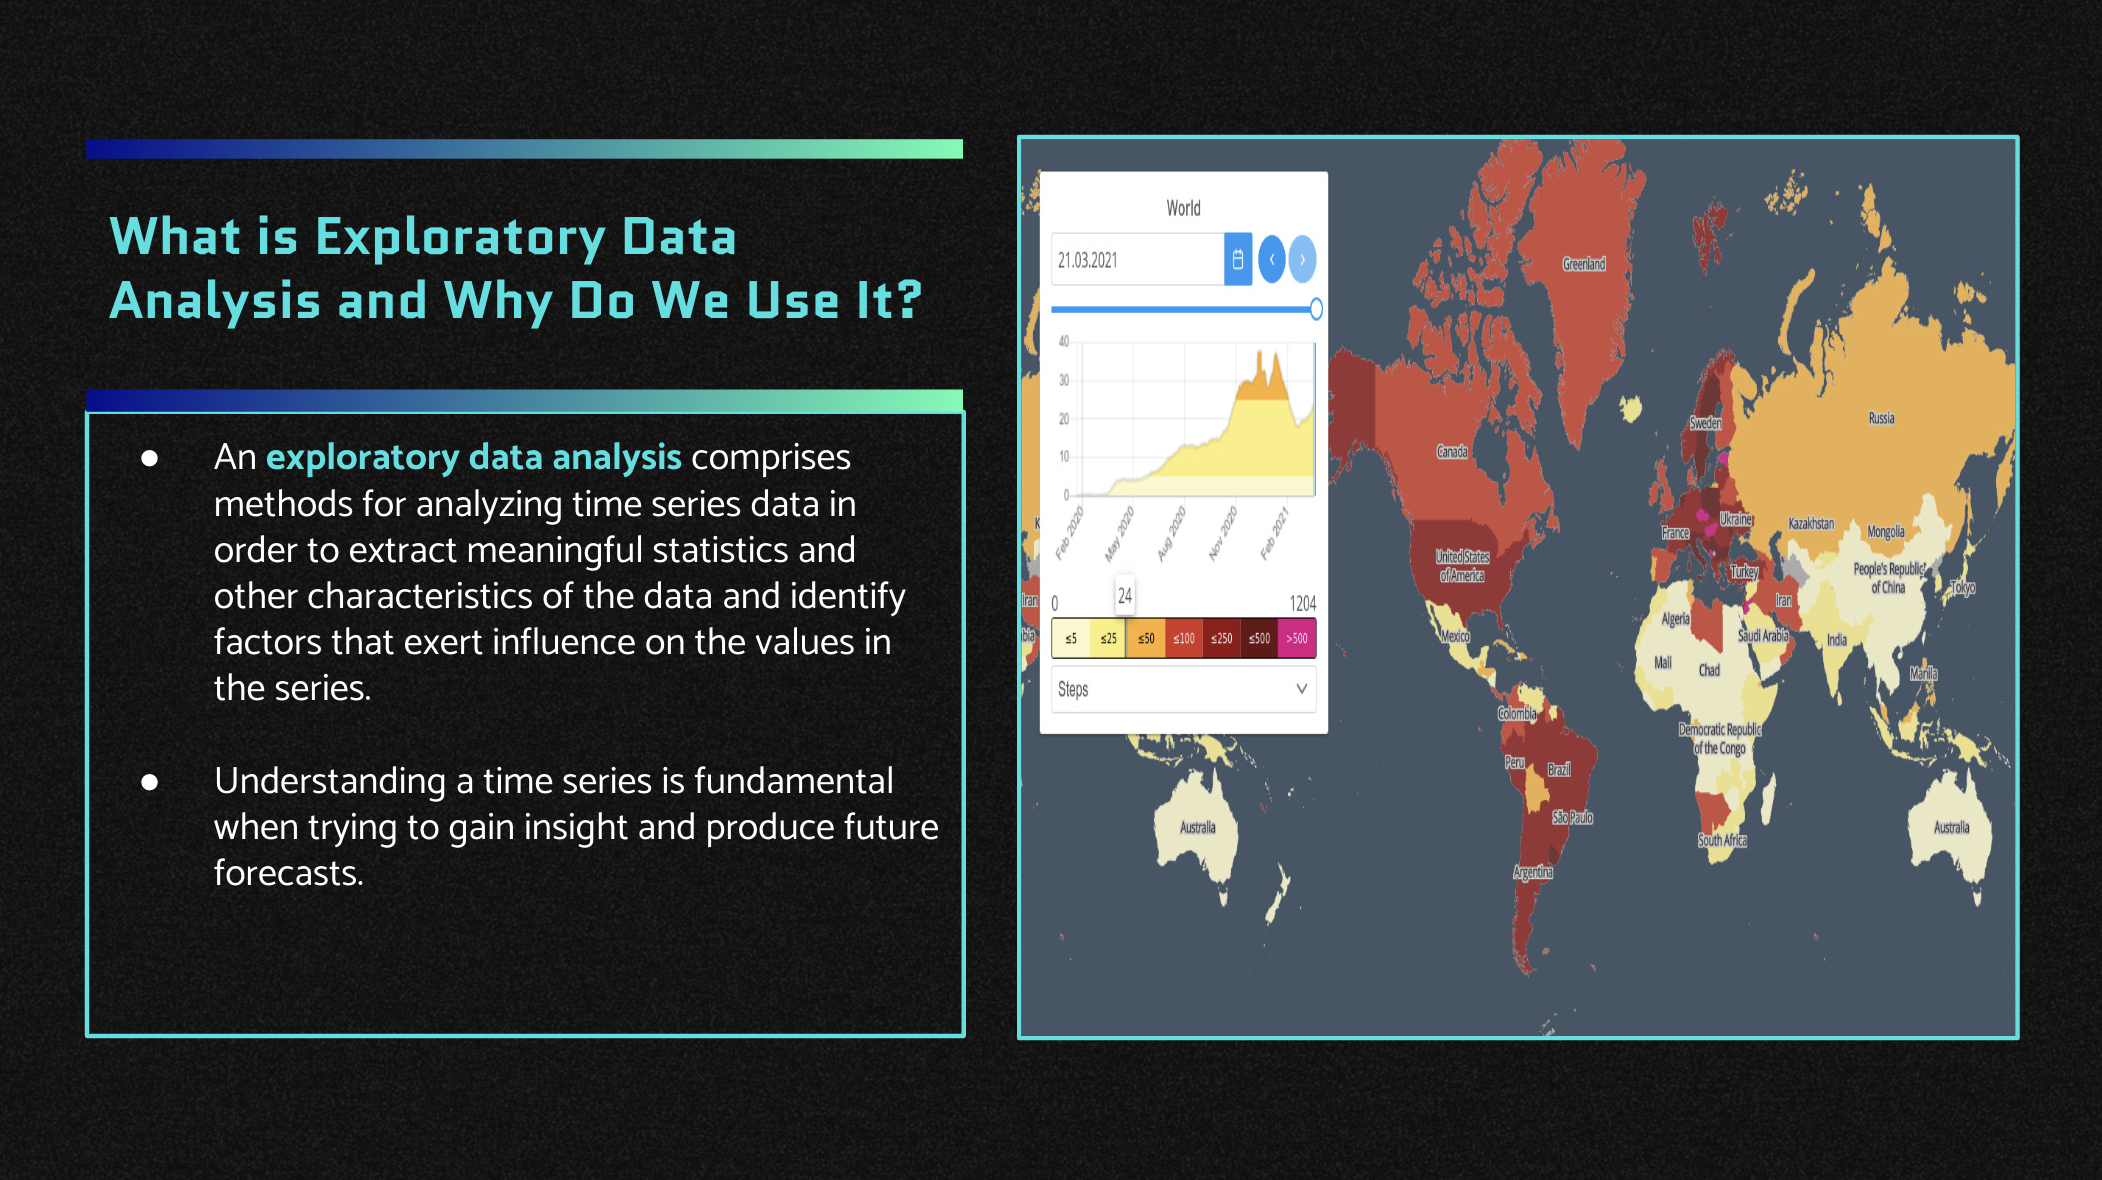 What is Exploratory Data
Analysis and Why Do We Use It?
● An exploratory data analysis comprises
methods for analyzing time series data in
order to extract meaningful statistics and
other characteristics of the data and identify
factors that exert influence on the values in
the series.
● Understanding a time series is fundamental
when trying to gain insight and produce future
forecasts.
World
21.03.2021
40
30
20
10
0
Feb 2020
May 2020
Aug 2020
Nov 2020
Feb 2021
24
0
1204
≤5 ≤25 ≤50 ≤100 ≤250 ≤500 >500
Steps
Greenland
Canada
United States
of America
Mexico
Colombia
Peru
Brazil
São Paulo
Argentina
Sweden
Russia
France
Ukraine
Kazakhstan
Mongolia
Turkey
People's Republic
of China
Tokyo
Iran
Iran
Algeria
Saudi Arabia
India
Mali
Chad
Manila
Democratic Republic
of the Congo
South Africa
Australia
Australia